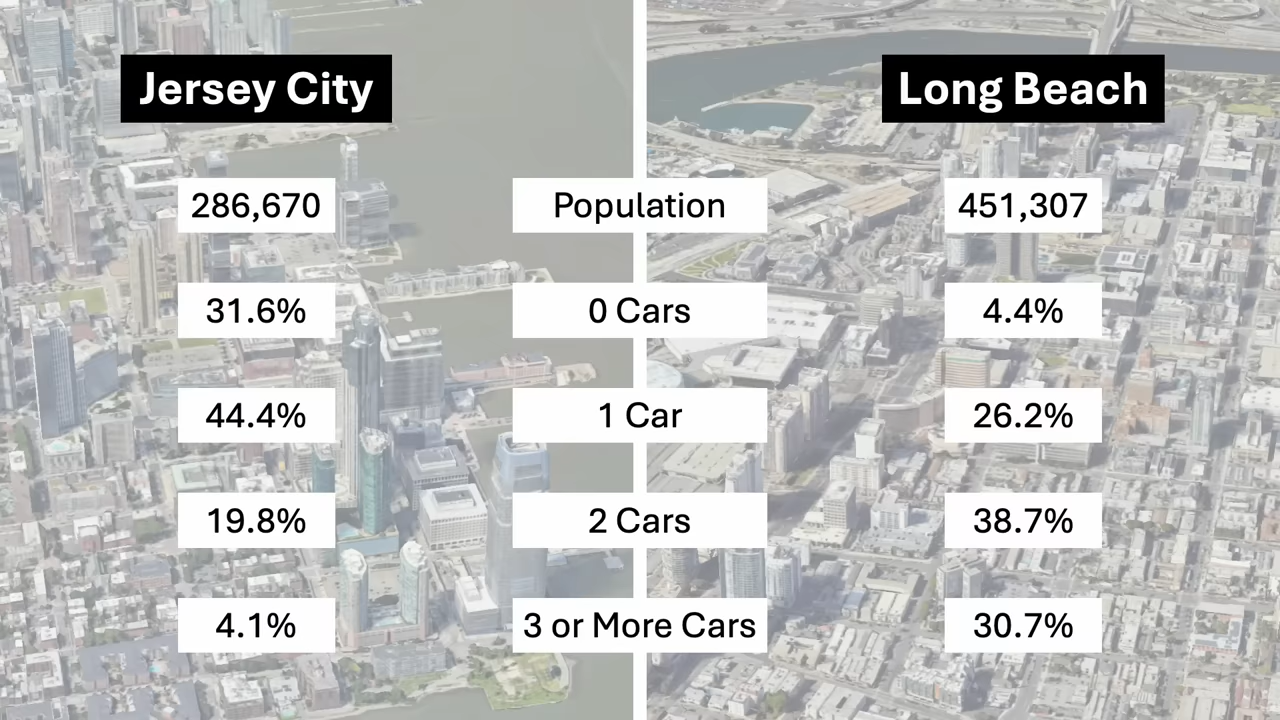 Jersey City
Long Beach
286,670
Population
451,307
31.6%
0 Cars
4.4%
44.4%
1 Car
26.2%
19.8%
2 Cars
38.7%
4.1%
3 or More Cars
30.7%